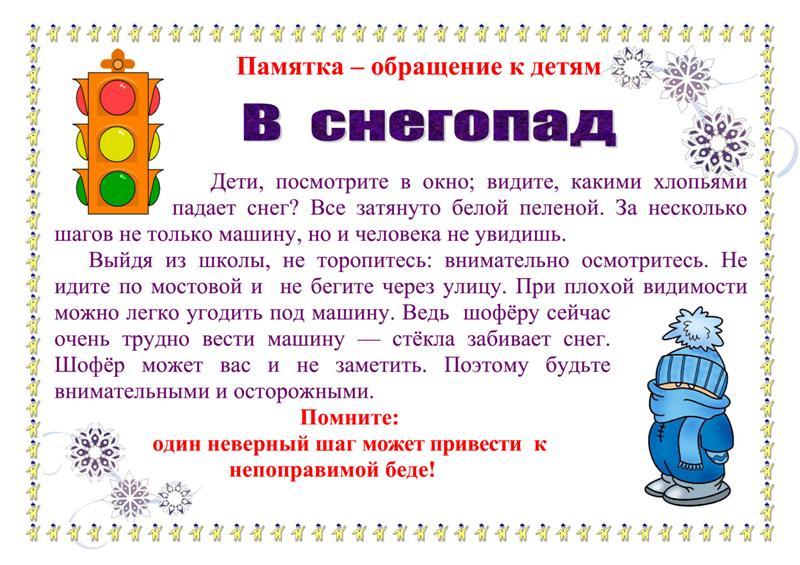 Памятка – обращение к детям
В снегопад
Дети, посмотрите в окно; видите, какими хлопьями
падает снег? Все затянуто белой пеленой. За несколько
шагов не только машину, но и человека не увидишь.
Выйдя из школы, не торопитесь: внимательно осмотритесь. Не
идите по мостовой и не бегите через улицу. При плохой видимости
можно легко угодить под машину. Ведь шофёру сейчас
очень трудно вести машину — стёкла забивает снег.
Шофёр может вас и не заметить. Поэтому будьте
внимательными и осторожными.
Помните:
один неверный шаг может привести к
непоправимой беде!